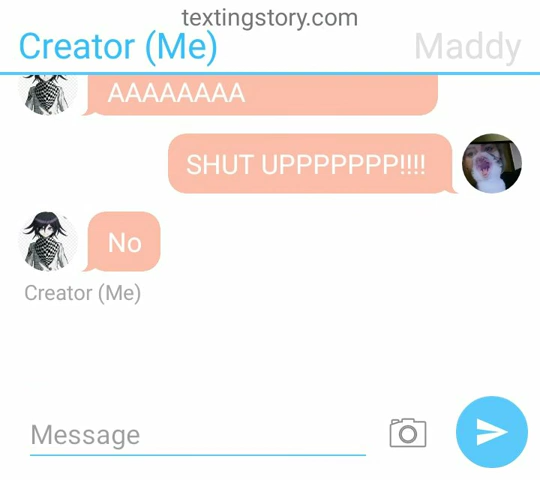 textingstory.com
Creator (Me) Maddy
AAAAAAAA
SHUT UPPPPPPP!!!!
No
Creator (Me)
Message